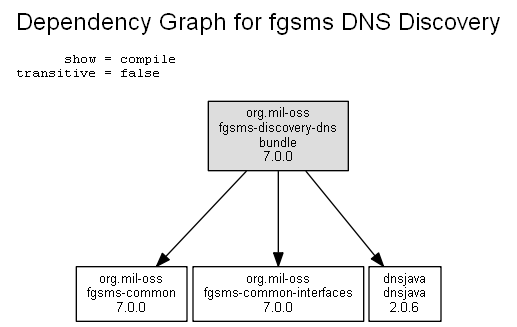 Dependency Graph for fgsms DNS Discovery
show = compile
transitive = false
org.mil-oss
fgsms-discovery-dns
bundle
7.0.0
org.mil-oss
fgsms-common
7.0.0
org.mil-oss
fgsms-common-interfaces
7.0.0
dnsjava
dnsjava
2.0.6